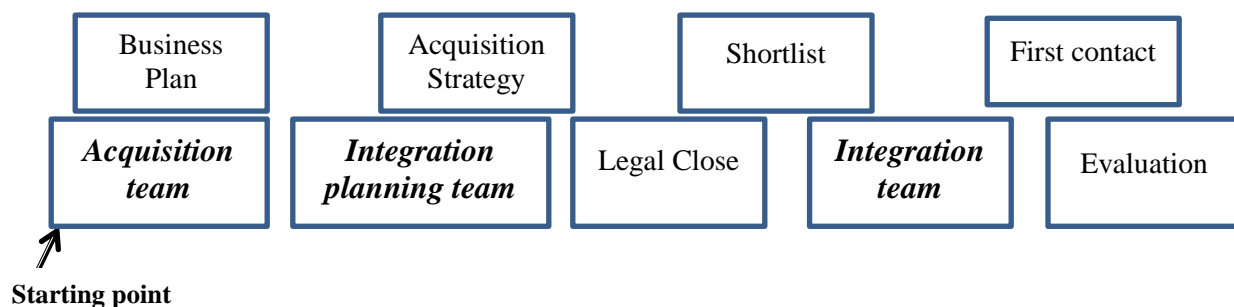 Business
Plan
Acquisition
Strategy
Shortlist
First contact
Acquisition
team
Integration
planning team
Legal Close
Integration
team
Evaluation
Starting point